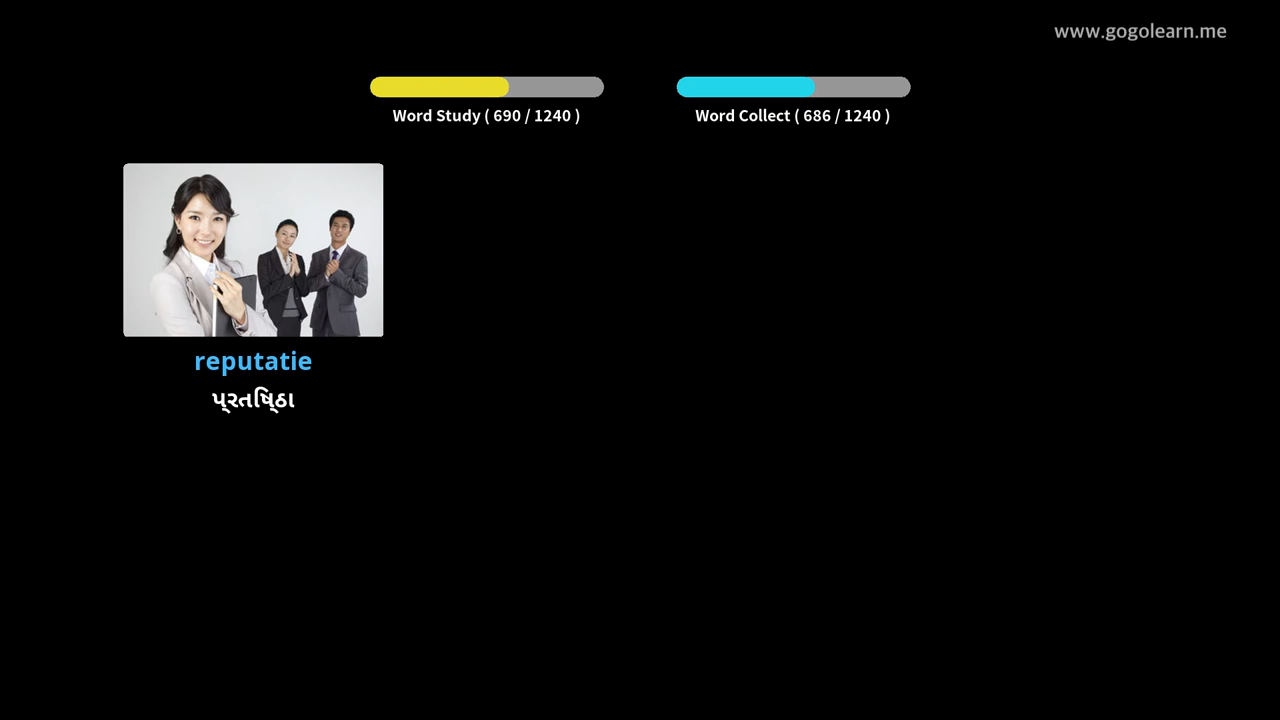 www.gogolearn.me
Word Study ( 690 / 1240 )
Word Collect ( 686 / 1240 )
reputatie
પ્રતિષ્ઠા